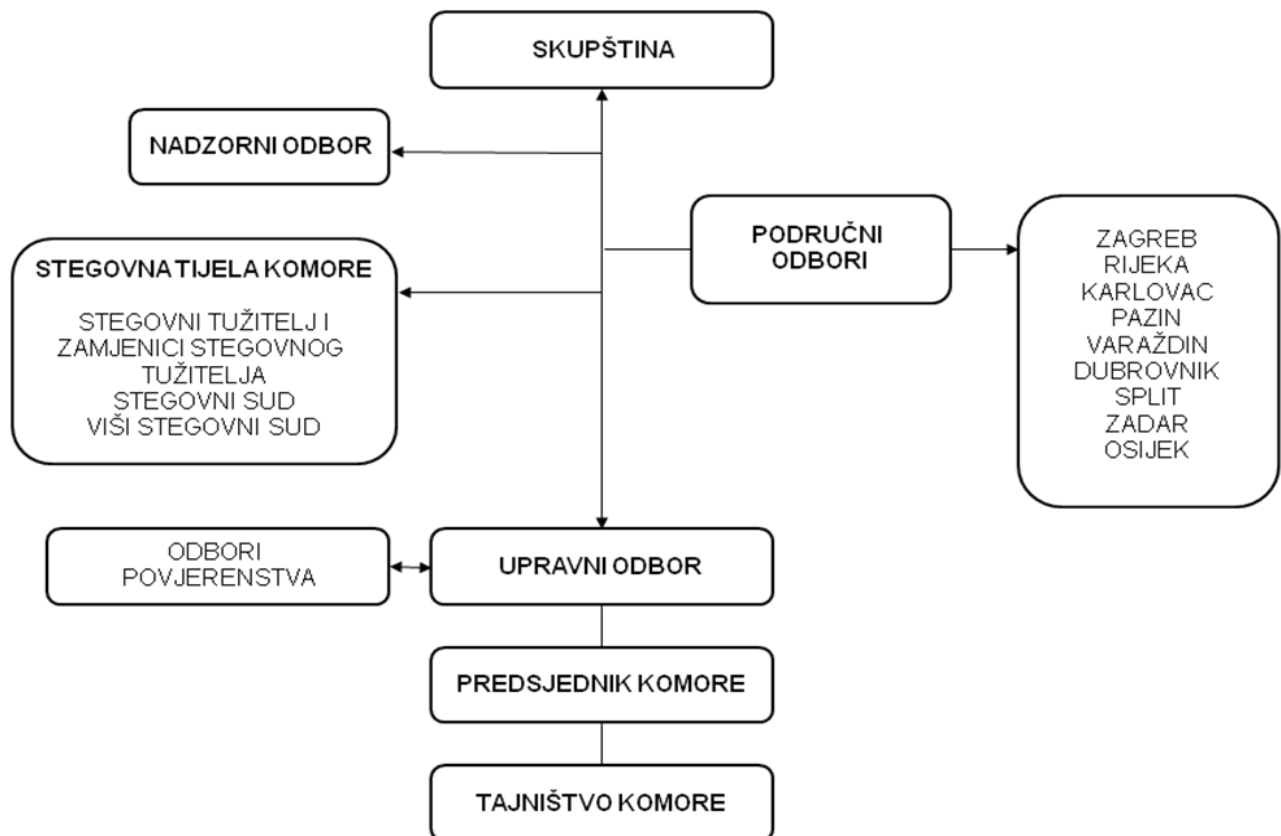 SKUPŠTINA
NADZORNI ODBOR
PODRUČNI
ODBORI
ZAGREB
RIJEKA
KARLOVAC
PAZIN
VARAŽDIN
DUBROVNIK
SPLIT
ZADAR
OSIJEK
STEGOVNA TIJELA KOMORE
STEGOVNI TUŽITELJ I
ZAMJENICI STEGOVNOG
TUŽITELJA
STEGOVNI SUD
VIŠI STEGOVNI SUD
ODBORI
POVJERENSTVA
UPRAVNI ODBOR
PREDSJEDNIK KOMORE
TAJNIŠTVO KOMORE